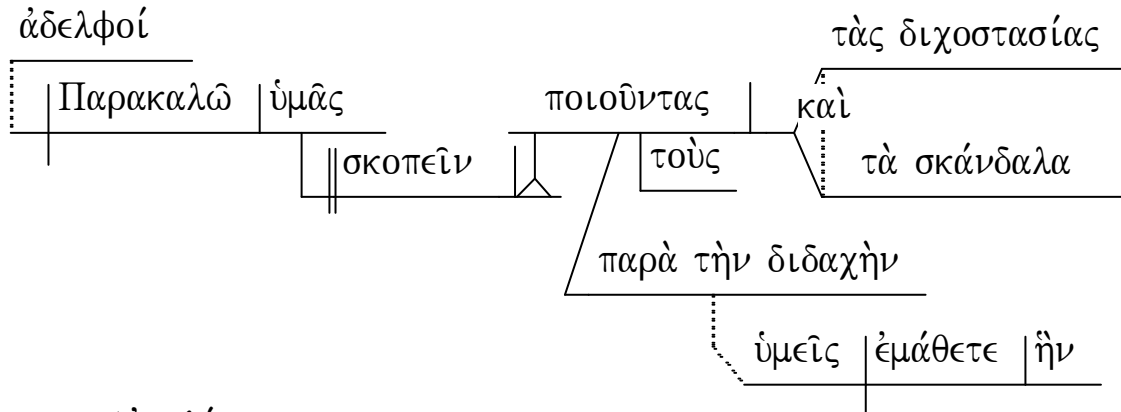 ἀδελφοί
τὰς διχοστασίας
Παρακαλῶ ὑμᾶς ποιοῦντας καὶ
σκοπεῖν τοὺς τὰ σκάνδαλα
παρὰ τὴν διδαχὴν
ὑμεῖς ἐμάθετε ἣν